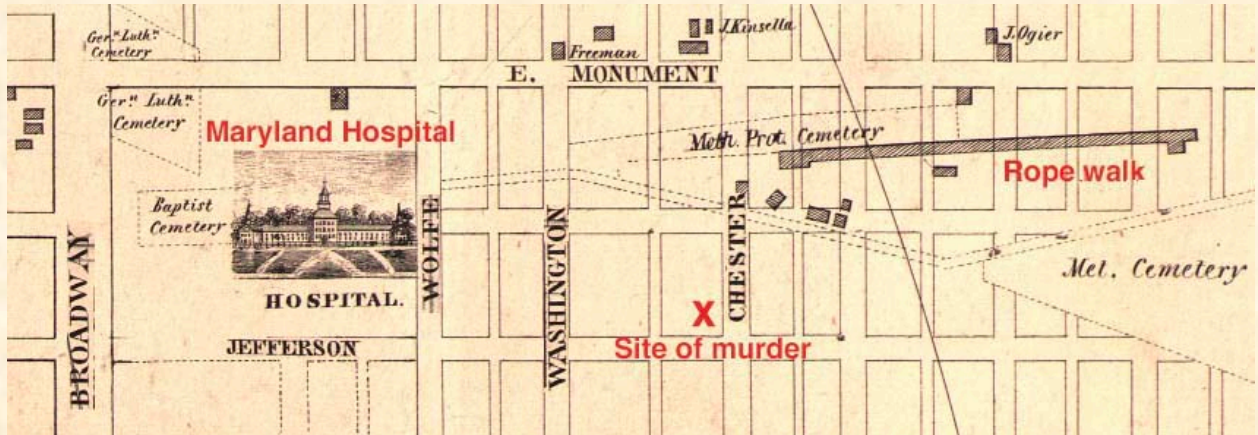 Ger.ⁿ Luth.ⁿ
Cemetery
Freeman
J. Kinsella
J. Ogier
E. MONUMENT
Ger.ⁿ Luth.ⁿ
Cemetery
Maryland Hospital
Meth. Prot. Cemetery
Rope walk
Baptist
Cemetery
HOSPITAL.
BROADWAY
WOLFE
WASHINGTON
CHESTER
Met. Cemetery
X
Site of murder
JEFFERSON